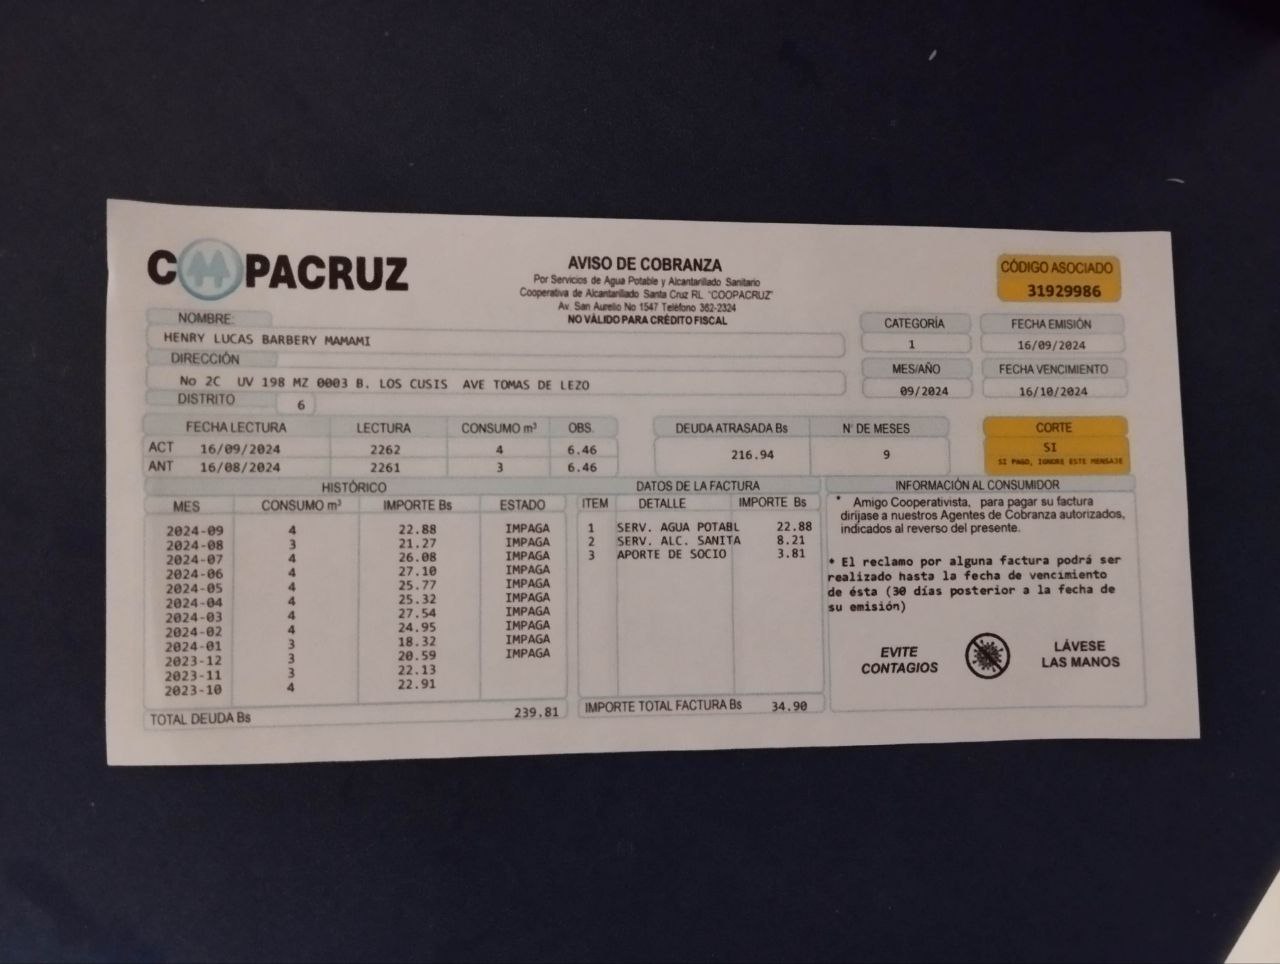 COOPACRUZ
AVISO DE COBRANZA
Por Servicios de Agua Potable y Alcantarillado Sanitario
Cooperativa de Alcantarillado Santa Cruz RL. "COOPACRUZ"
Av. San Aurelio No 1547 Teléfono 362-2324
NO VÁLIDO PARA CRÉDITO FISCAL
CÓDIGO ASOCIADO
31929986
NOMBRE:
HENRY LUCAS BARBERY MAMAMI
DIRECCIÓN
No 2C UV 198 MZ 0003 B. LOS CUSIS AVE TOMAS DE LEZO
DISTRITO 6
CATEGORÍA FECHA EMISIÓN
1 16/09/2024
MES/AÑO FECHA VENCIMIENTO
09/2024 16/10/2024
FECHA LECTURA LECTURA CONSUMO m³ OBS.
ACT 16/09/2024 2262 4 6.46
ANT 16/08/2024 2261 3 6.46
DEUDA ATRASADA Bs N° DE MESES
216.94 9
CORTE
SI
SI PAGO, IGNORE ESTE MENSAJE
HISTÓRICO
MES CONSUMO m³ IMPORTE Bs ESTADO
2024-09 4 22.88 IMPAGA
2024-08 3 21.27 IMPAGA
2024-07 4 26.08 IMPAGA
2024-06 4 27.10 IMPAGA
2024-05 4 25.77 IMPAGA
2024-04 4 25.32 IMPAGA
2024-03 4 27.54 IMPAGA
2024-02 4 24.95 IMPAGA
2024-01 3 18.32 IMPAGA
2023-12 3 20.59 IMPAGA
2023-11 3 22.13
2023-10 4 22.91
TOTAL DEUDA Bs 239.81
DATOS DE LA FACTURA
ITEM DETALLE IMPORTE Bs
1 SERV. AGUA POTABL 22.88
2 SERV. ALC. SANITA 8.21
3 APORTE DE SOCIO 3.81
IMPORTE TOTAL FACTURA Bs 34.90
INFORMACIÓN AL CONSUMIDOR
* Amigo Cooperativista, para pagar su factura
dirijase a nuestros Agentes de Cobranza autorizados,
indicados al reverso del presente.
* El reclamo por alguna factura podrá ser
realizado hasta la fecha de vencimiento
de ésta (30 días posterior a la fecha de
su emisión)
EVITE
CONTAGIOS
LÁVESE
LAS MANOS